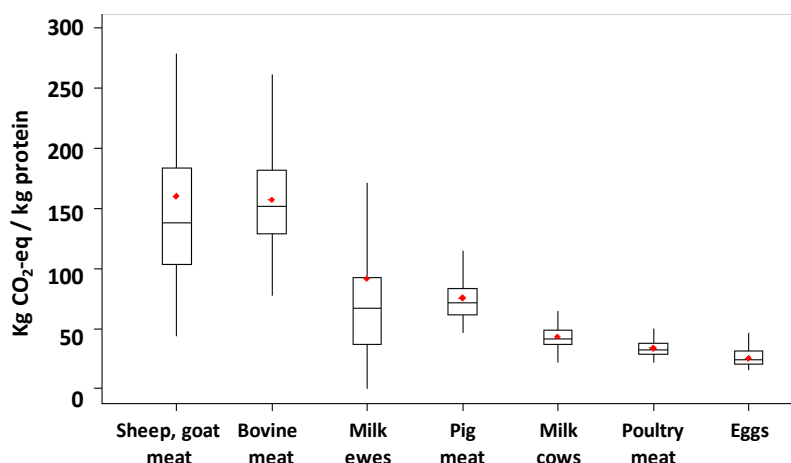 300
250
200
150
100
50
0
Kg CO₂-eq / kg protein
Sheep, goat meat
Bovine meat
Milk ewes
Pig meat
Milk cows
Poultry meat
Eggs